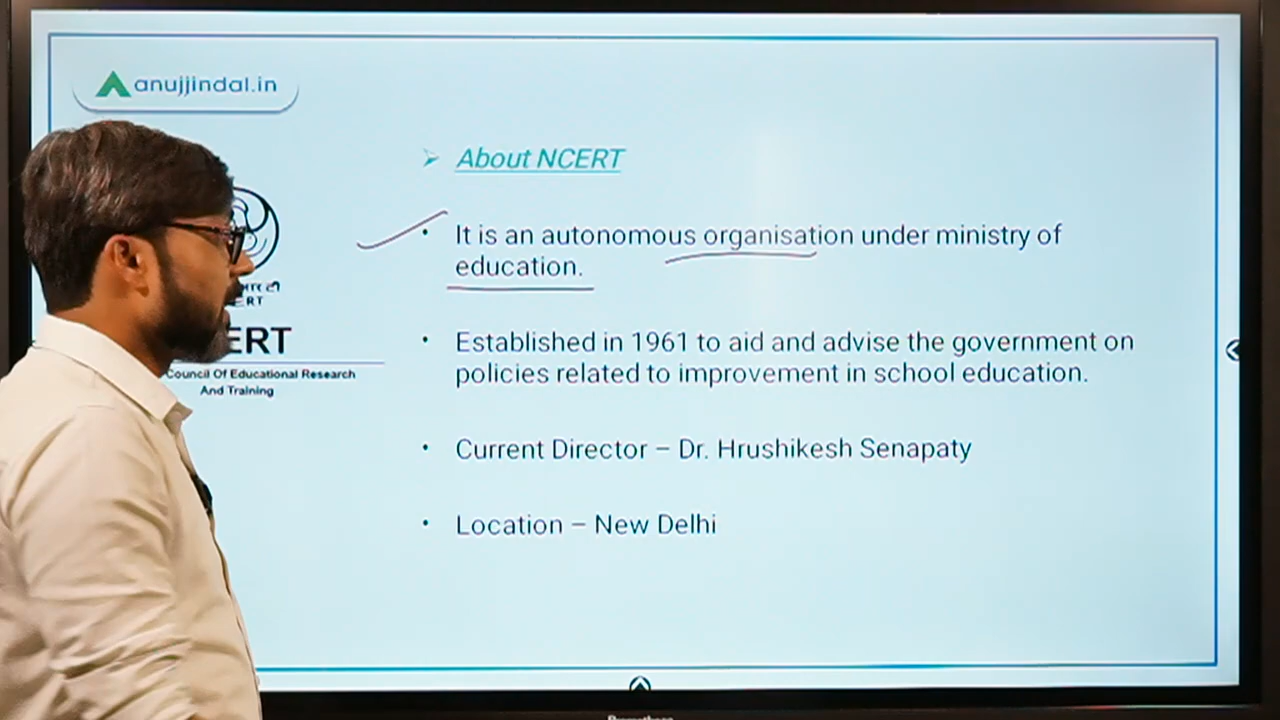 anujjindal.in
About NCERT
It is an autonomous organisation under ministry of
education.
ERT
ERT
Council Of Educational Research
And Training
Established in 1961 to aid and advise the government on
policies related to improvement in school education.
Current Director – Dr. Hrushikesh Senapaty
Location – New Delhi